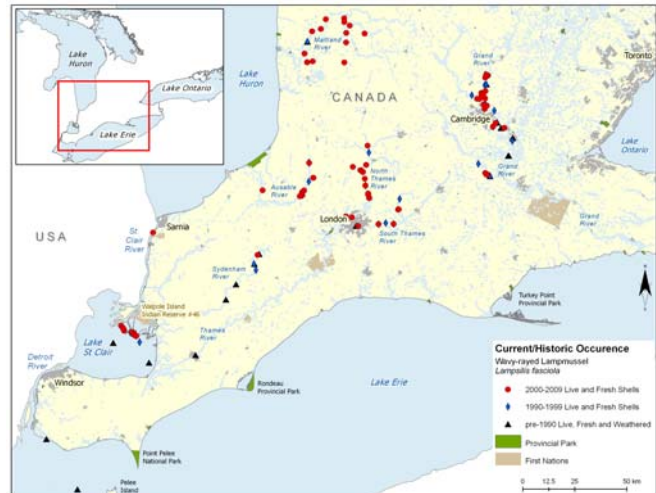 Lake
Huron
Lake Ontario
Lake Erie
Maitland
River
Lake
Huron
CANADA
Grand
River
Toronto
Cambridge
Lake
Ontario
Grand
River
Ausable
River
North
Thames
River
London
South Thames
River
Grand
River
USA
St
Clair
River
Sarnia
Sydenham
River
Walpole Island
Indian Reserve #46
Thames
River
Lake
St Clair
Detroit
River
Windsor
Turkey Point
Provincial Park
Rondeau
Provincial Park
Lake Erie
Point Pelee
National Park
Pelee
Island
N
Current/Historic Occurence
Wavy-rayed Lampmussel
Lampsilis fasciola
2000-2009 Live and Fresh Shells
1990-1999 Live and Fresh Shells
pre-1990 Live, Fresh and Weathered
Provincial Park
First Nations
0 12.5 25 50 km